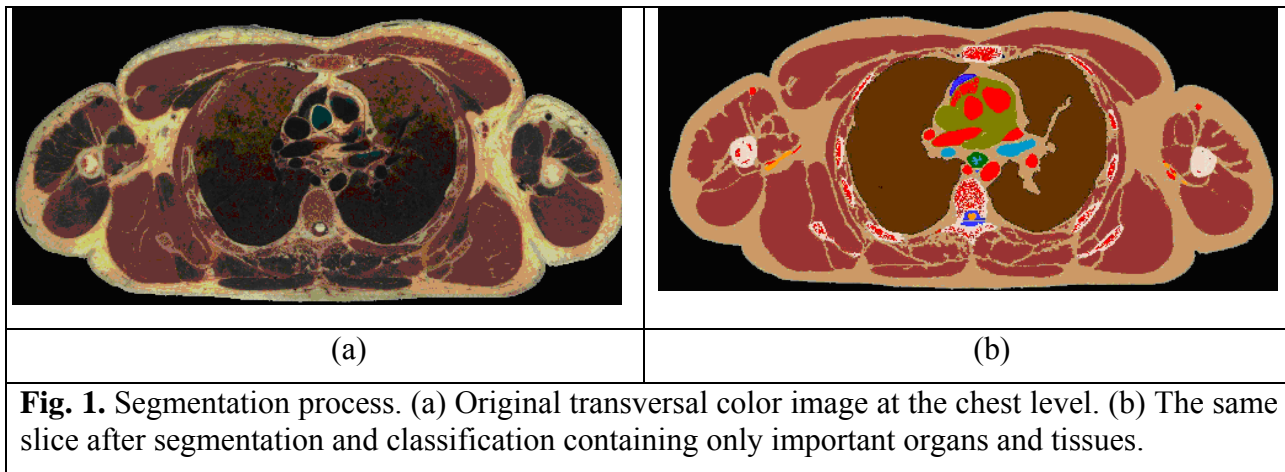 (a)
(b)
Fig. 1. Segmentation process. (a) Original transversal color image at the chest level. (b) The same
slice after segmentation and classification containing only important organs and tissues.